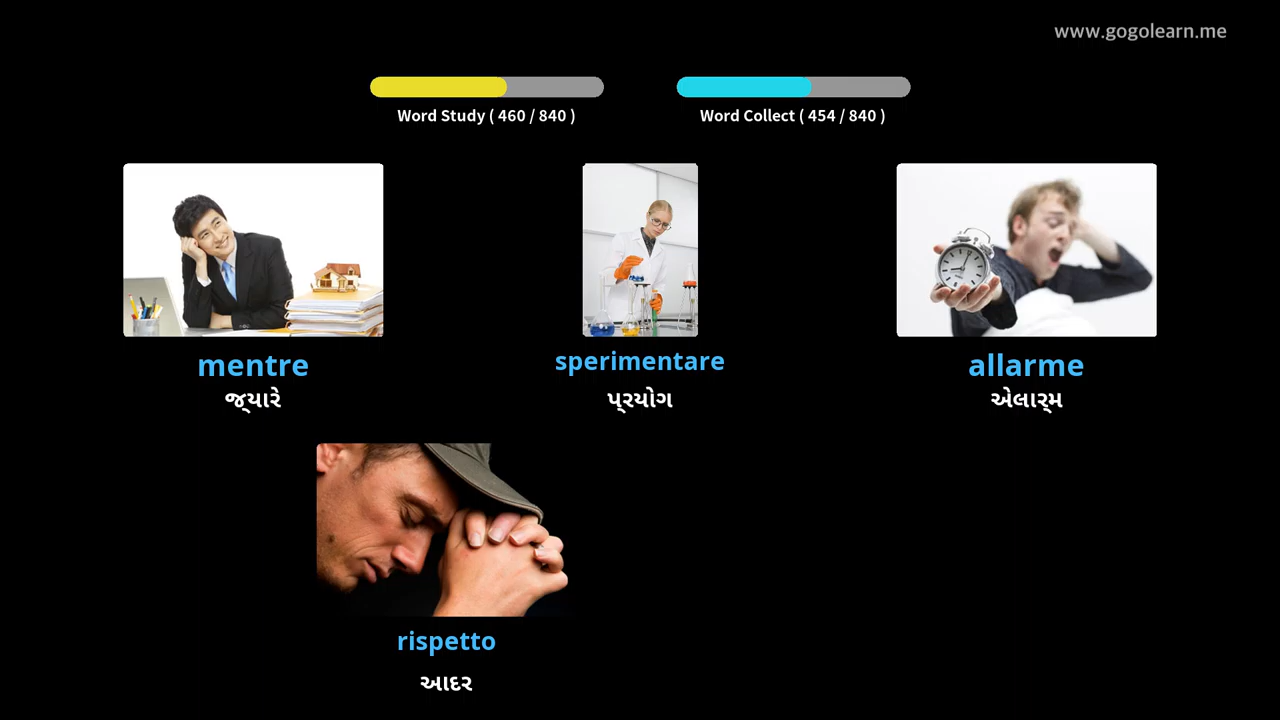 www.gogolearn.me
Word Study ( 460 / 840 )
Word Collect ( 454 / 840 )
mentre
sperimentare
allarme
જ્યારે
પ્રયોગ
એલાર્મ
rispetto
આદર